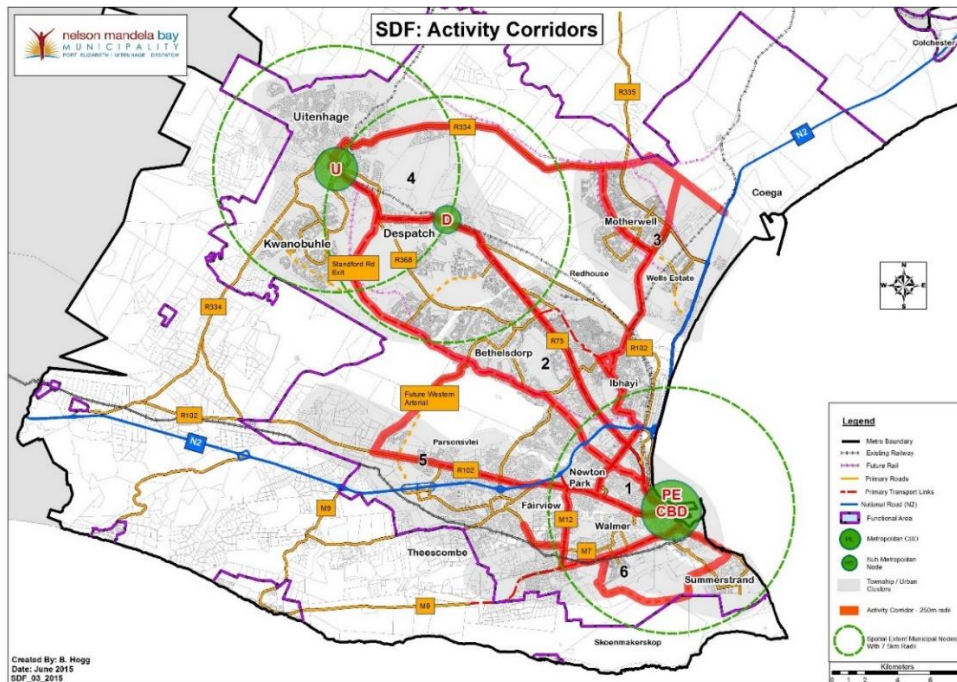 nelson mandela bay
MUNICIPALITY
PORT ELIZABETH | UITENHAGE | DESPATCH
SDF: Activity Corridors
Colchester
R335
N2
Uitenhage
R334
U
4
Coega
Motherwell
D
Despatch
3
Kwanobuhle
R368
Standford Rd
Exit
Redhouse
Wells Estate
N
W
E
S
R334
R75
R102
Bethelsdorp
2
Ibhayi
Future Western
Arterial
R102
N2
Parsonsvlei
5
R102
Newton
Park
1
PE
CBD
M9
Fairview
M12
Walmer
Theescombe
M7
6
Summerstrand
M9
Skoenmakerskop
Legend
Metro Boundary
Existing Railway
Future Rail
Primary Roads
Primary Transport Links
National Road (N2)
Functional Area
Metropolitan CBD
Sub-Metropolitan
Node
Township / Urban
Clusters
Activity Corridor - 250m radii
Spatial Extent Municipal Nodes
With 7.5km Radii
Kilometers
0 1 2 4 6
Created By: B. Hogg
Date: June 2015
SDF_03_2015